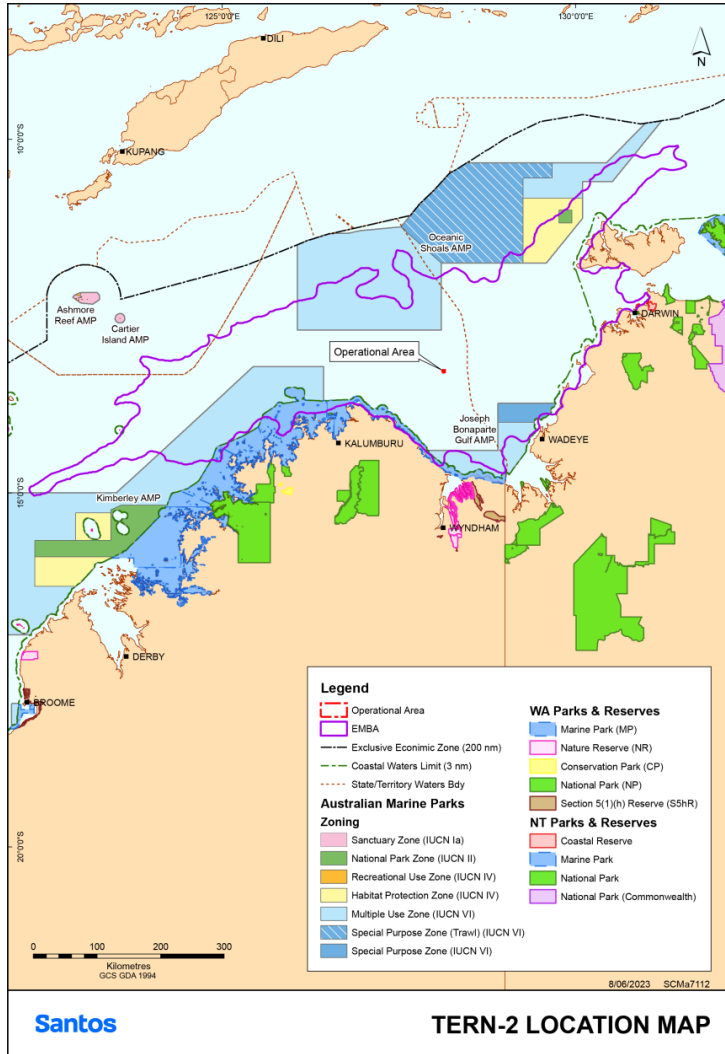 125°0'0"E
130°0'0"E
DILI
N
10°0'0"S
KUPANG
Oceanic
Shoals AMP
Ashmore
Reef AMP
Cartier
Island AMP
DARWIN
Operational Area
Joseph
Bonaparte
Gulf AMP
KALUMBURU
WADEYE
15°0'0"S
Kimberley AMP
WYNDHAM
DERBY
BROOME
20°0'0"S
Legend
Operational Area
EMBA
Exclusive Econimic Zone (200 nm)
Coastal Waters Limit (3 nm)
State/Territory Waters Bdy
Australian Marine Parks
Zoning
Sanctuary Zone (IUCN Ia)
National Park Zone (IUCN II)
Recreational Use Zone (IUCN IV)
Habitat Protection Zone (IUCN IV)
Multiple Use Zone (IUCN VI)
Special Purpose Zone (Trawl) (IUCN VI)
Special Purpose Zone (IUCN VI)
WA Parks & Reserves
Marine Park (MP)
Nature Reserve (NR)
Conservation Park (CP)
National Park (NP)
Section 5(1)(h) Reserve (S5hR)
NT Parks & Reserves
Coastal Reserve
Marine Park
National Park
National Park (Commonwealth)
0 100 200 300
Kilometres
GCS GDA 1994
8/06/2023 SCMa7112
Santos
TERN-2 LOCATION MAP